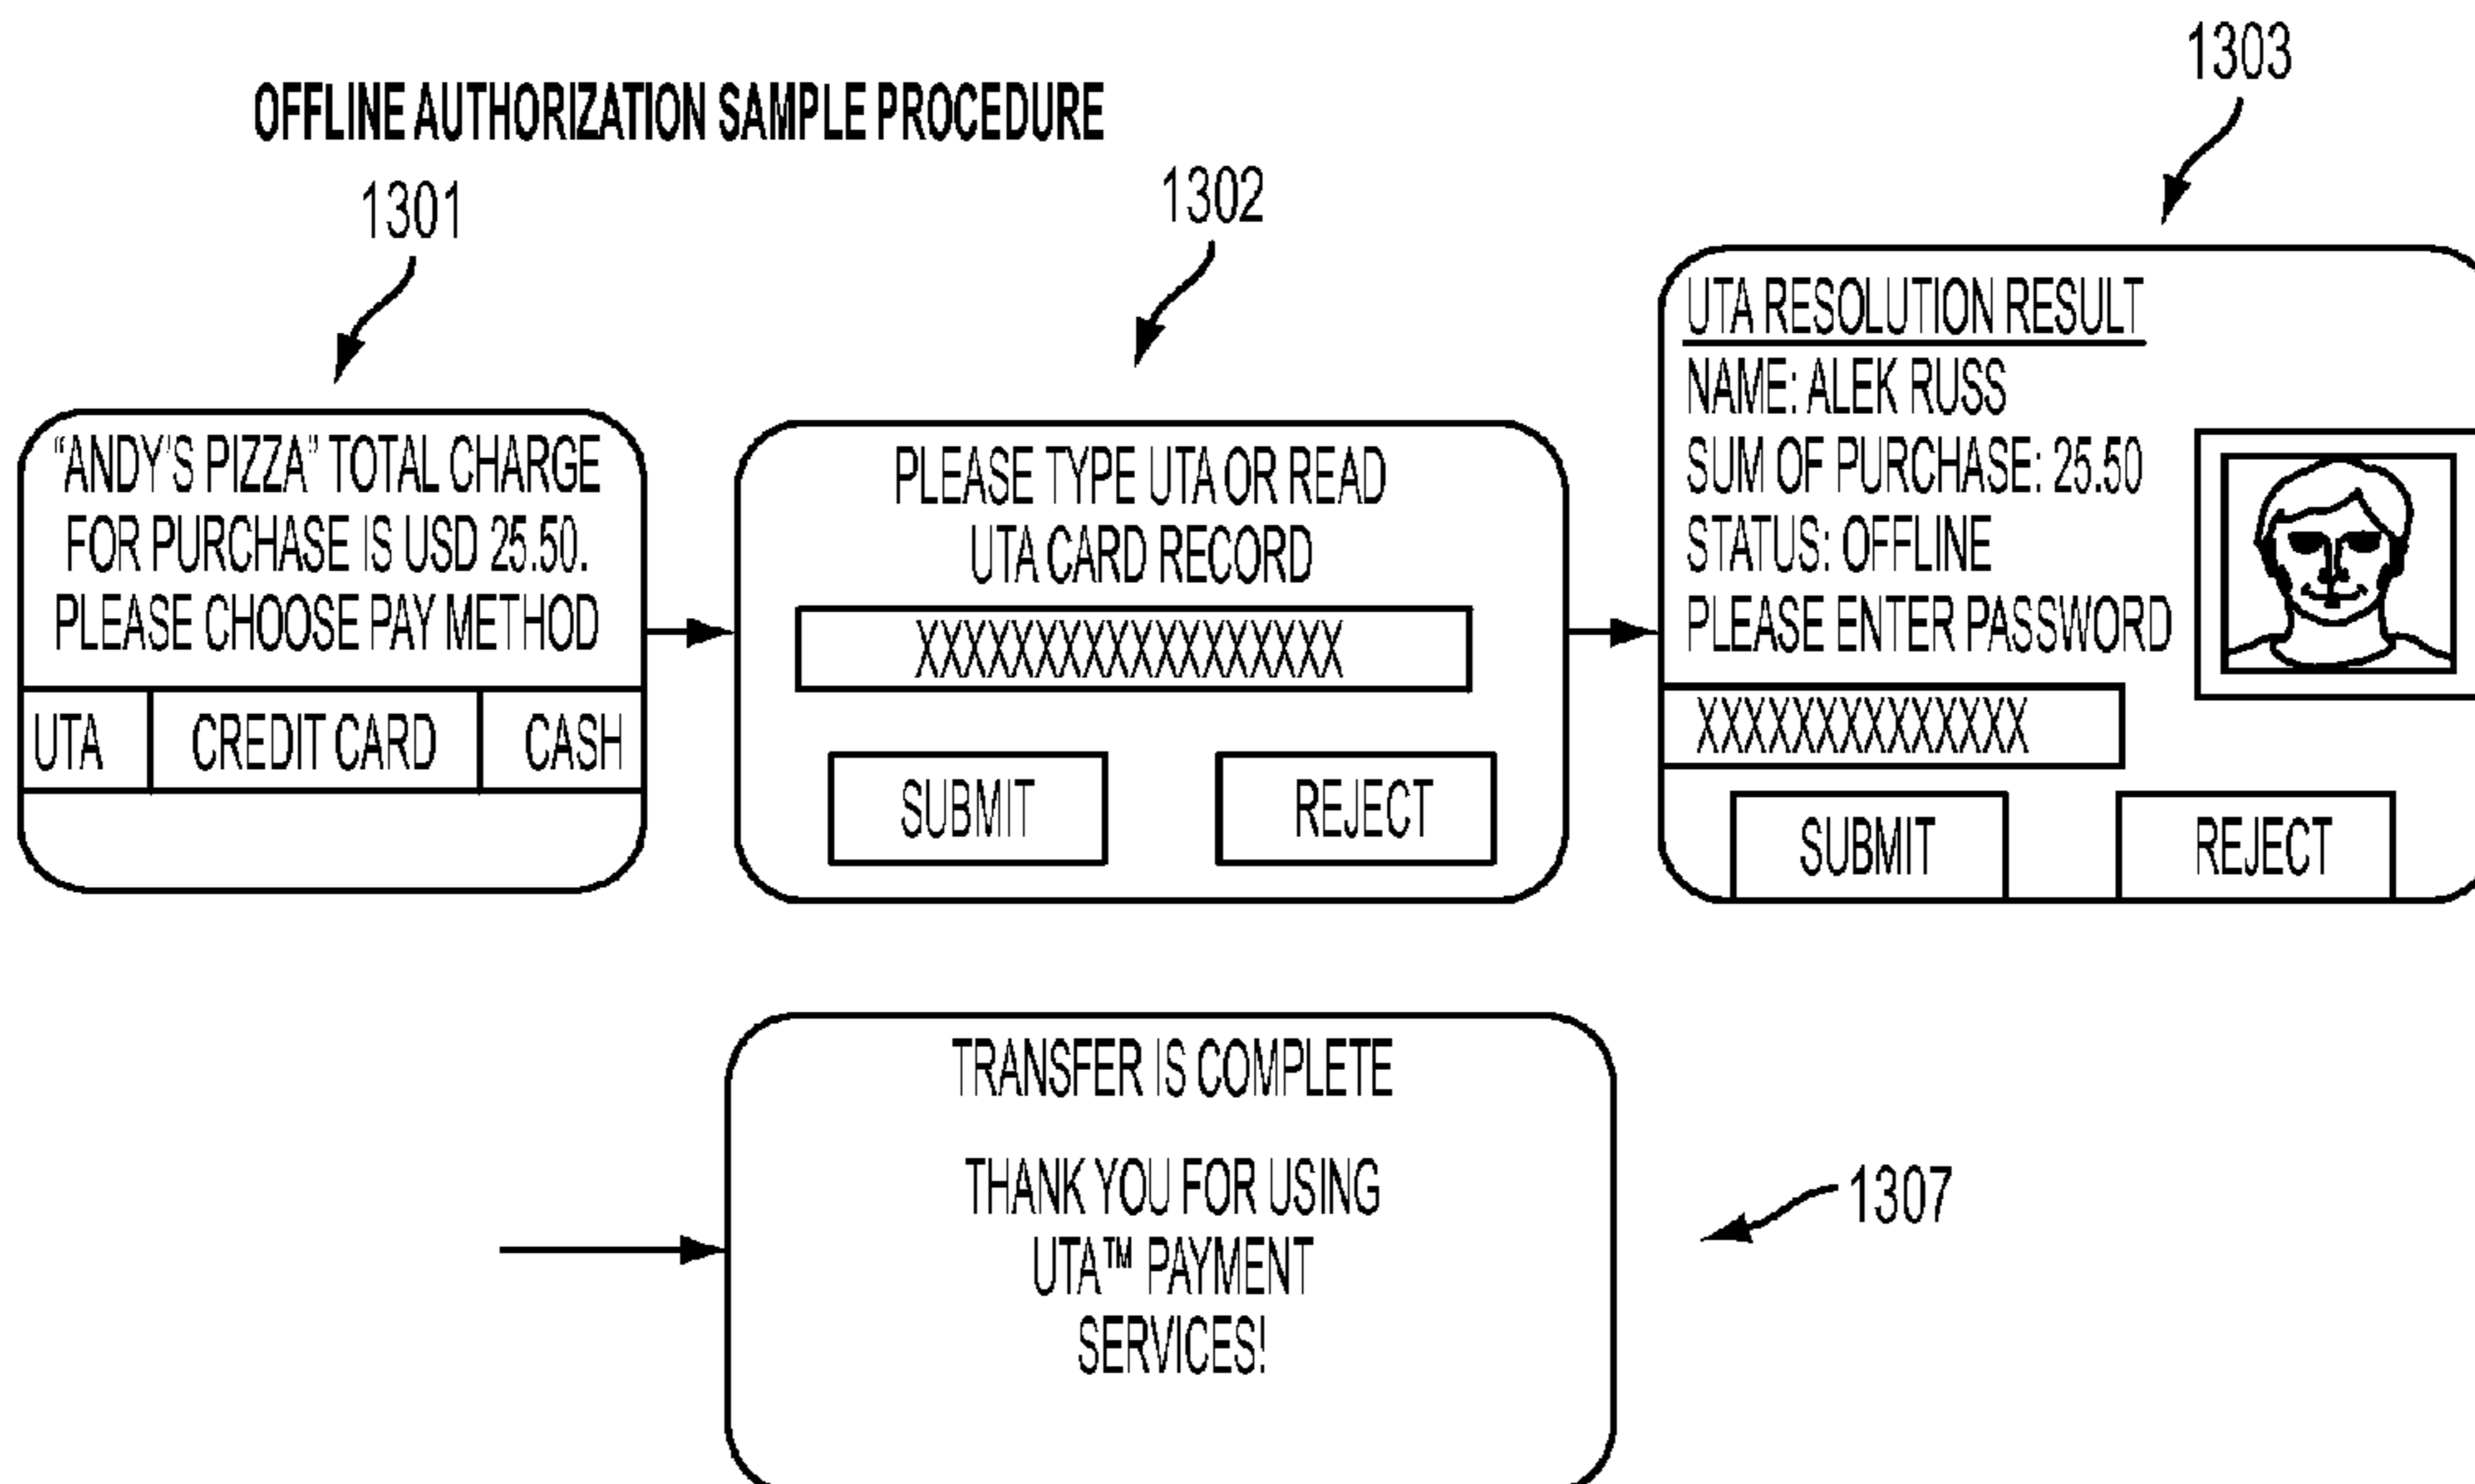 1303
OFFLINE AUTHORIZATION SAMPLE PROCEDURE
1301
1302
"ANDY'S PIZZA" TOTAL CHARGE
FOR PURCHASE IS USD 25.50.
PLEASE CHOOSE PAY METHOD
UTA CREDIT CARD CASH
PLEASE TYPE UTA OR READ
UTA CARD RECORD
XXXXXXXXXXXXXXXXXX
SUBMIT REJECT
UTA RESOLUTION RESULT
NAME: ALEK RUSS
SUM OF PURCHASE: 25.50
STATUS: OFFLINE
PLEASE ENTER PASSWORD
XXXXXXXXXXXXXX
SUBMIT REJECT
TRANSFER IS COMPLETE
THANK YOU FOR USING
UTA™ PAYMENT
SERVICES!
1307